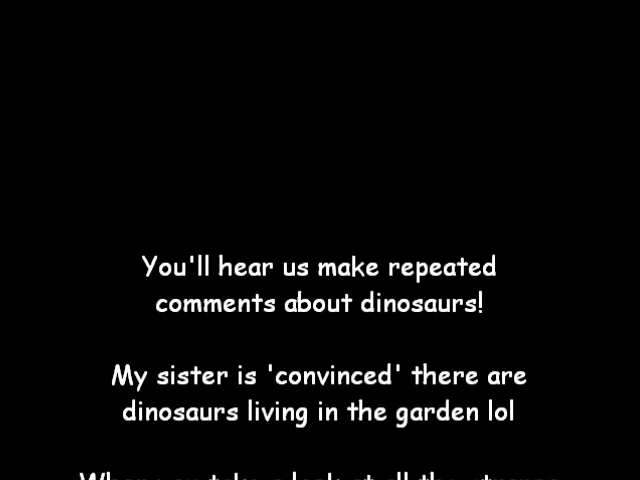 You'll hear us make repeated
comments about dinosaurs!
My sister is 'convinced' there are
dinosaurs living in the garden lol